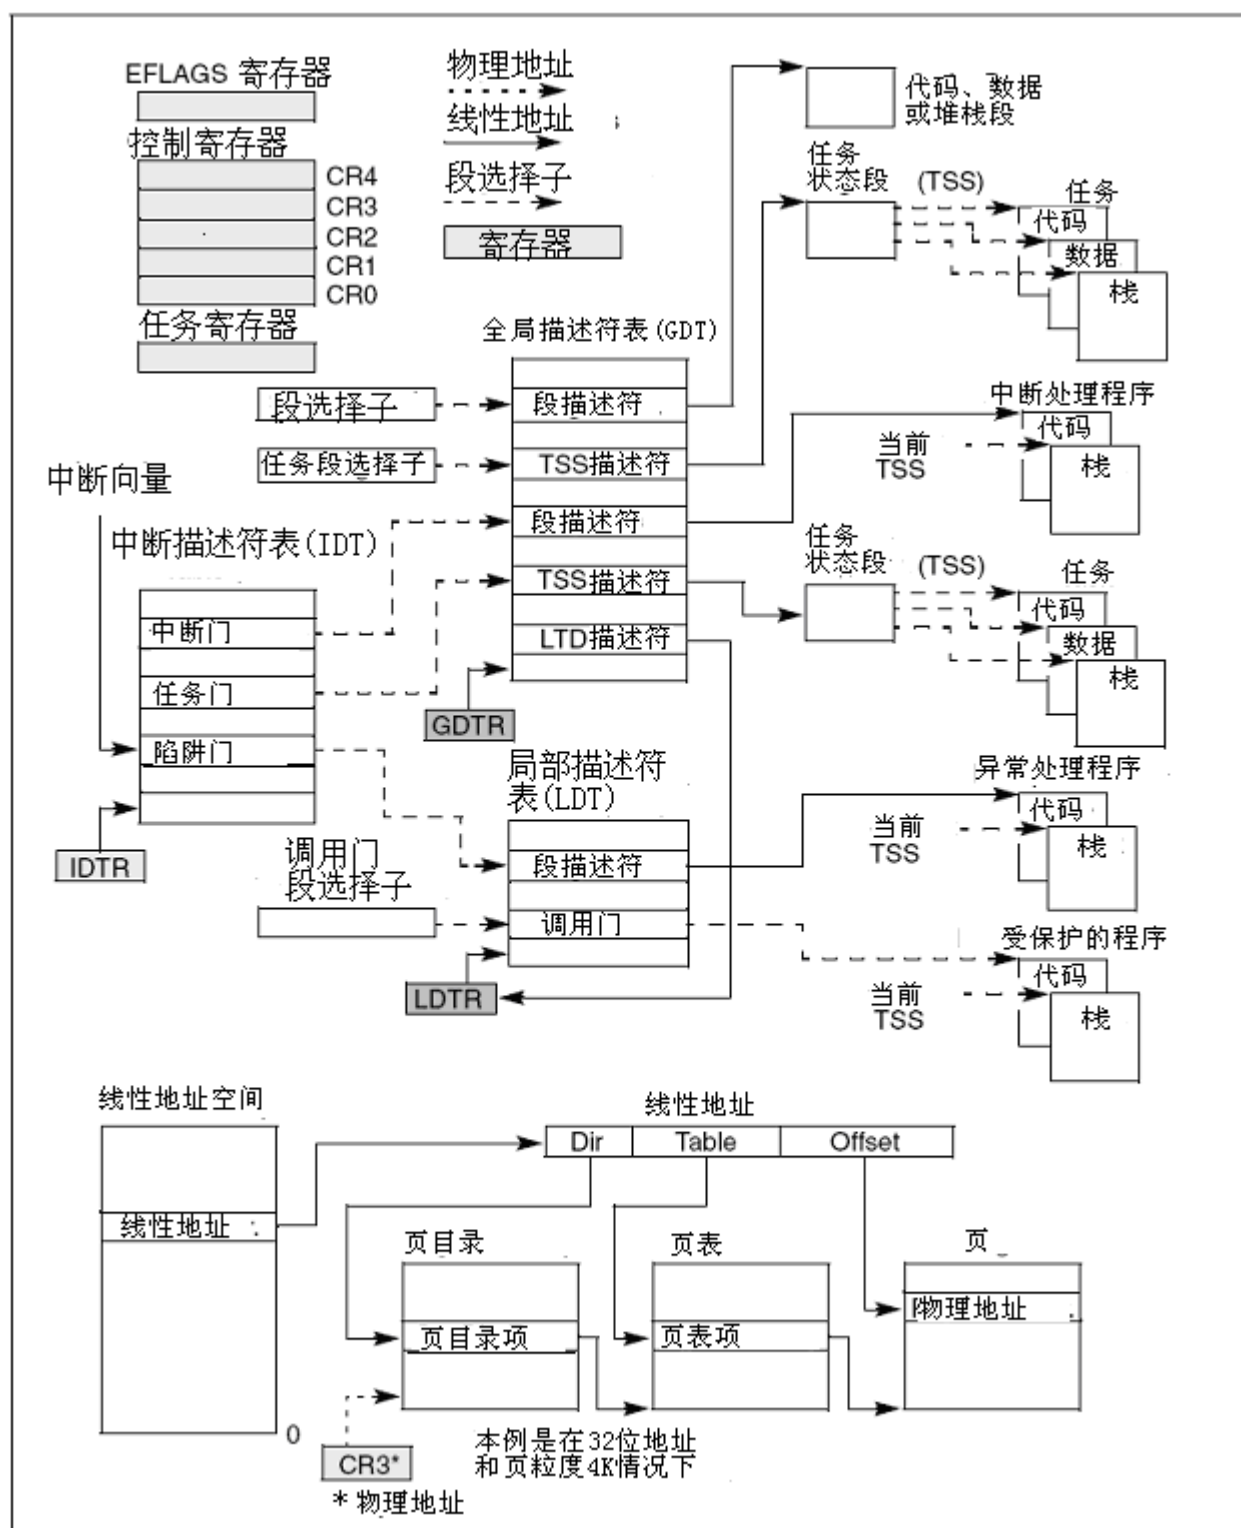 EFLAGS 寄存器
控制寄存器
CR4
CR3
CR2
CR1
CR0
任务寄存器
物理地址
线性地址
段选择子
寄存器
代码、数据
或堆栈段
任务
状态段
(TSS)
任务
代码
数据
栈
全局描述符表(GDT)
段选择子
段描述符
任务段选择子
TSS描述符
段描述符
TSS描述符
LTD描述符
GDTR
中断处理程序
代码
当前
TSS
栈
中断向量
中断描述符表(IDT)
中断门
任务门
陷阱门
IDTR
任务
状态段
(TSS)
任务
代码
数据
栈
局部描述符
表(LDT)
段描述符
调用门
调用门
段选择子
LDTR
异常处理程序
代码
当前
TSS
栈
受保护的程序
代码
当前
TSS
栈
线性地址空间
线性地址
0
线性地址
Dir Table Offset
页目录
页目录项
页表
页表项
页
物理地址
CR3*
* 物理地址
本例是在32位地址
和页粒度4K情况下